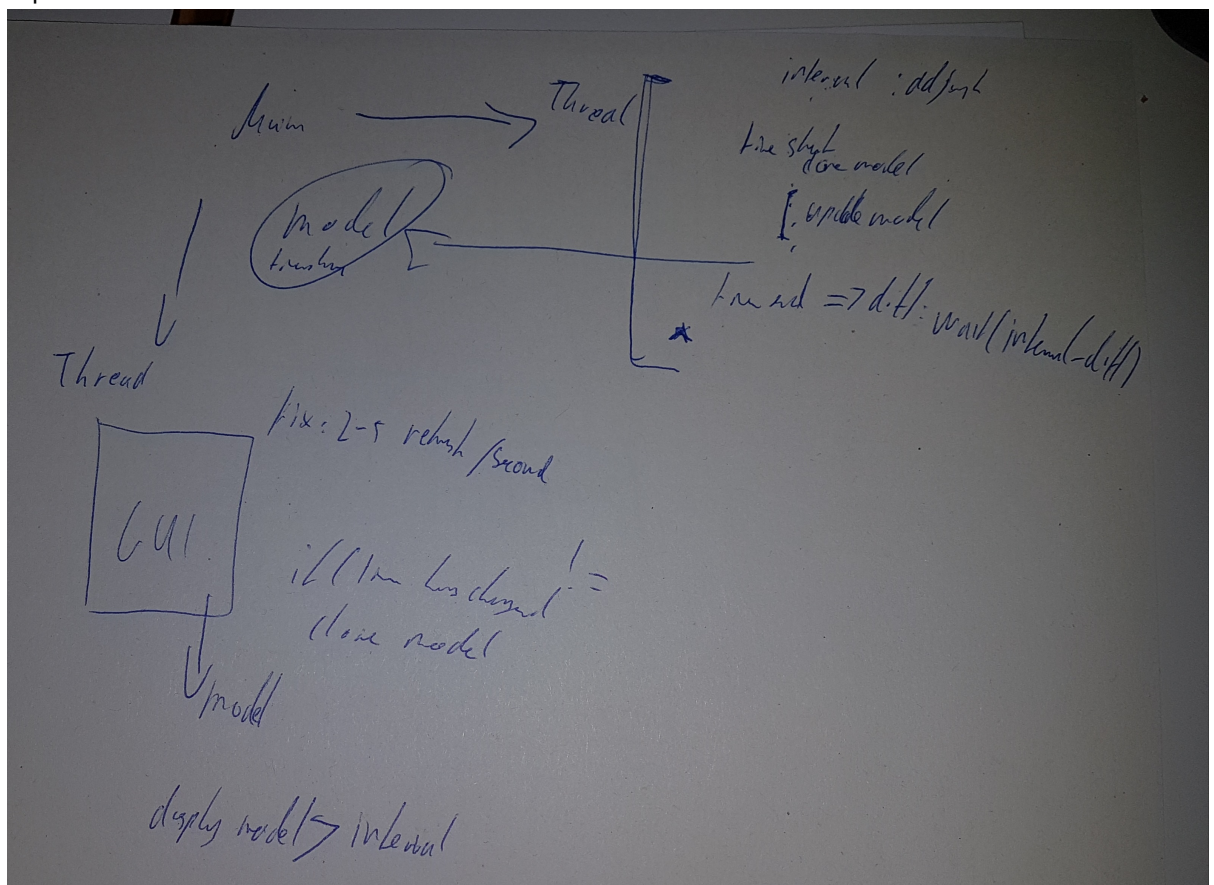 Main
Thread
interval : adjust
model
time start
clone model
update model
time end => diff: wait(interval-diff)
Thread
fix: 2-5 refresh /second
GUI
if (time has changed !=
clone model
model
display model interval